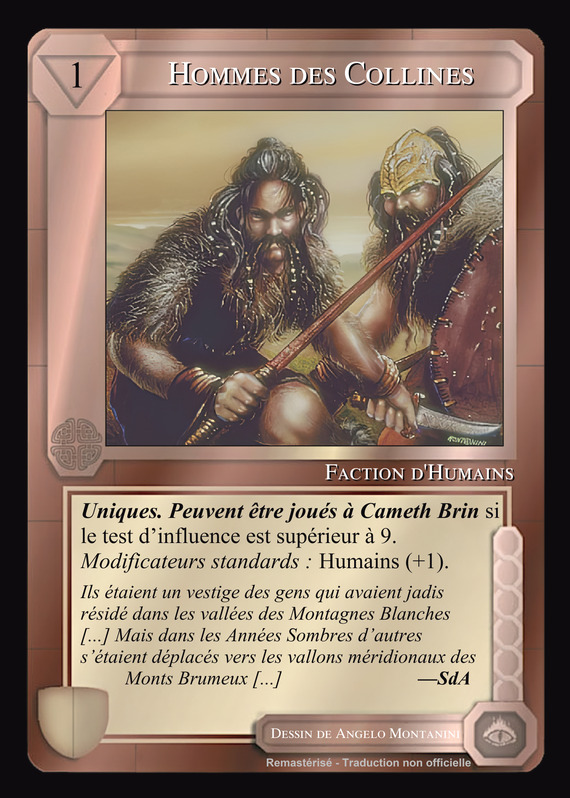 1
HOMMES DES COLLINES
MONTANINI
FACTION D'HUMAINS
Uniques. Peuvent être joués à Cameth Brin si
le test d’influence est supérieur à 9.
Modificateurs standards : Humains (+1).
Ils étaient un vestige des gens qui avaient jadis
résidé dans les vallées des Montagnes Blanches
[...] Mais dans les Années Sombres d’autres
s’étaient déplacés vers les vallons méridionaux des
Monts Brumeux [...] —SdA
DESSIN DE ANGELO MONTANINI
Remastérisé - Traduction non officielle